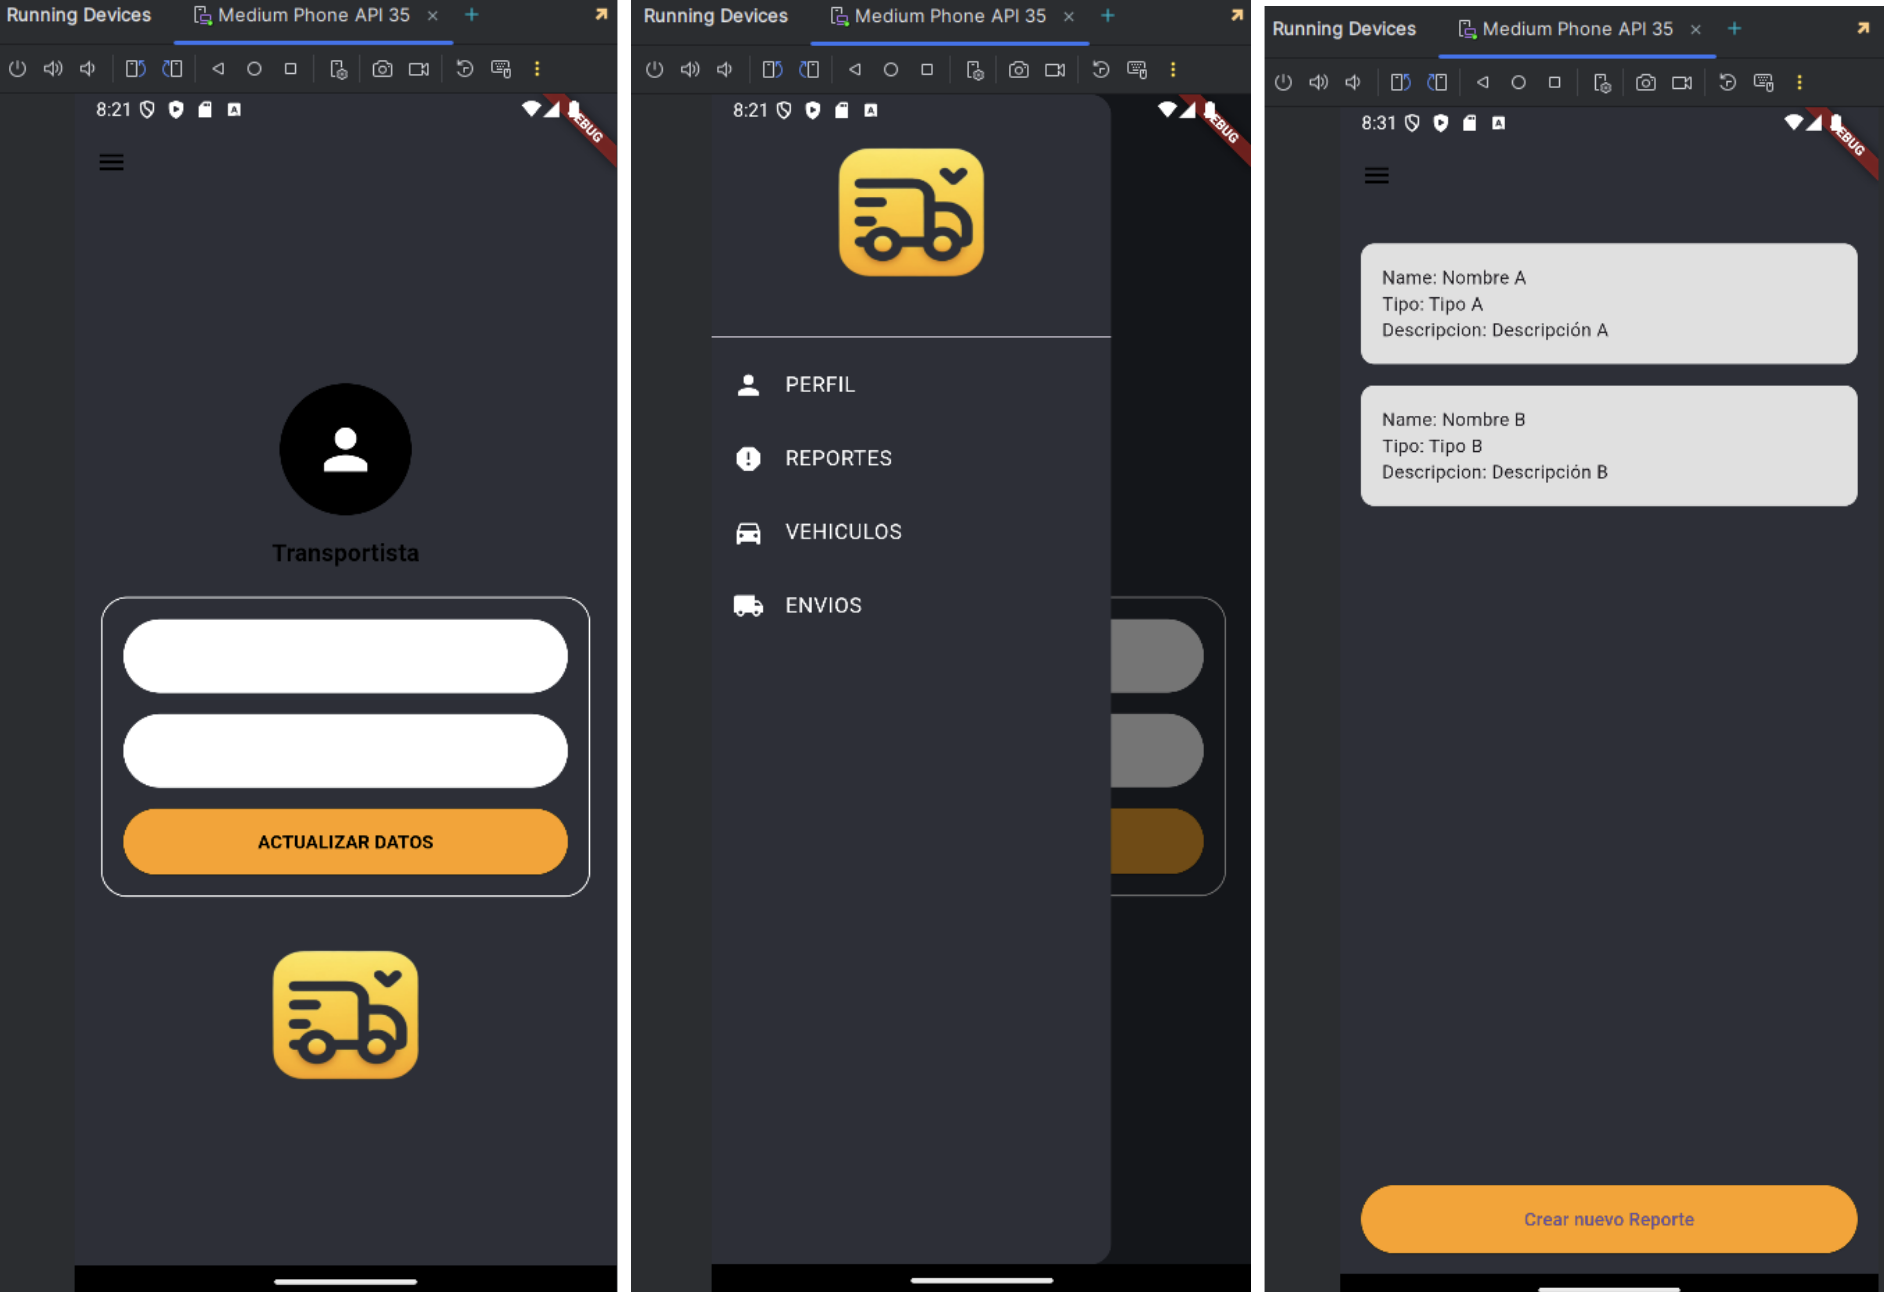 Running Devices
Medium Phone API 35
8:21
DEBUG
Transportista
ACTUALIZAR DATOS
Running Devices
Medium Phone API 35
8:21
DEBUG
PERFIL
REPORTES
VEHICULOS
ENVIOS
Running Devices
Medium Phone API 35
8:31
DEBUG
Name: Nombre A
Tipo: Tipo A
Descripcion: Descripción A
Name: Nombre B
Tipo: Tipo B
Descripcion: Descripción B
Crear nuevo Reporte